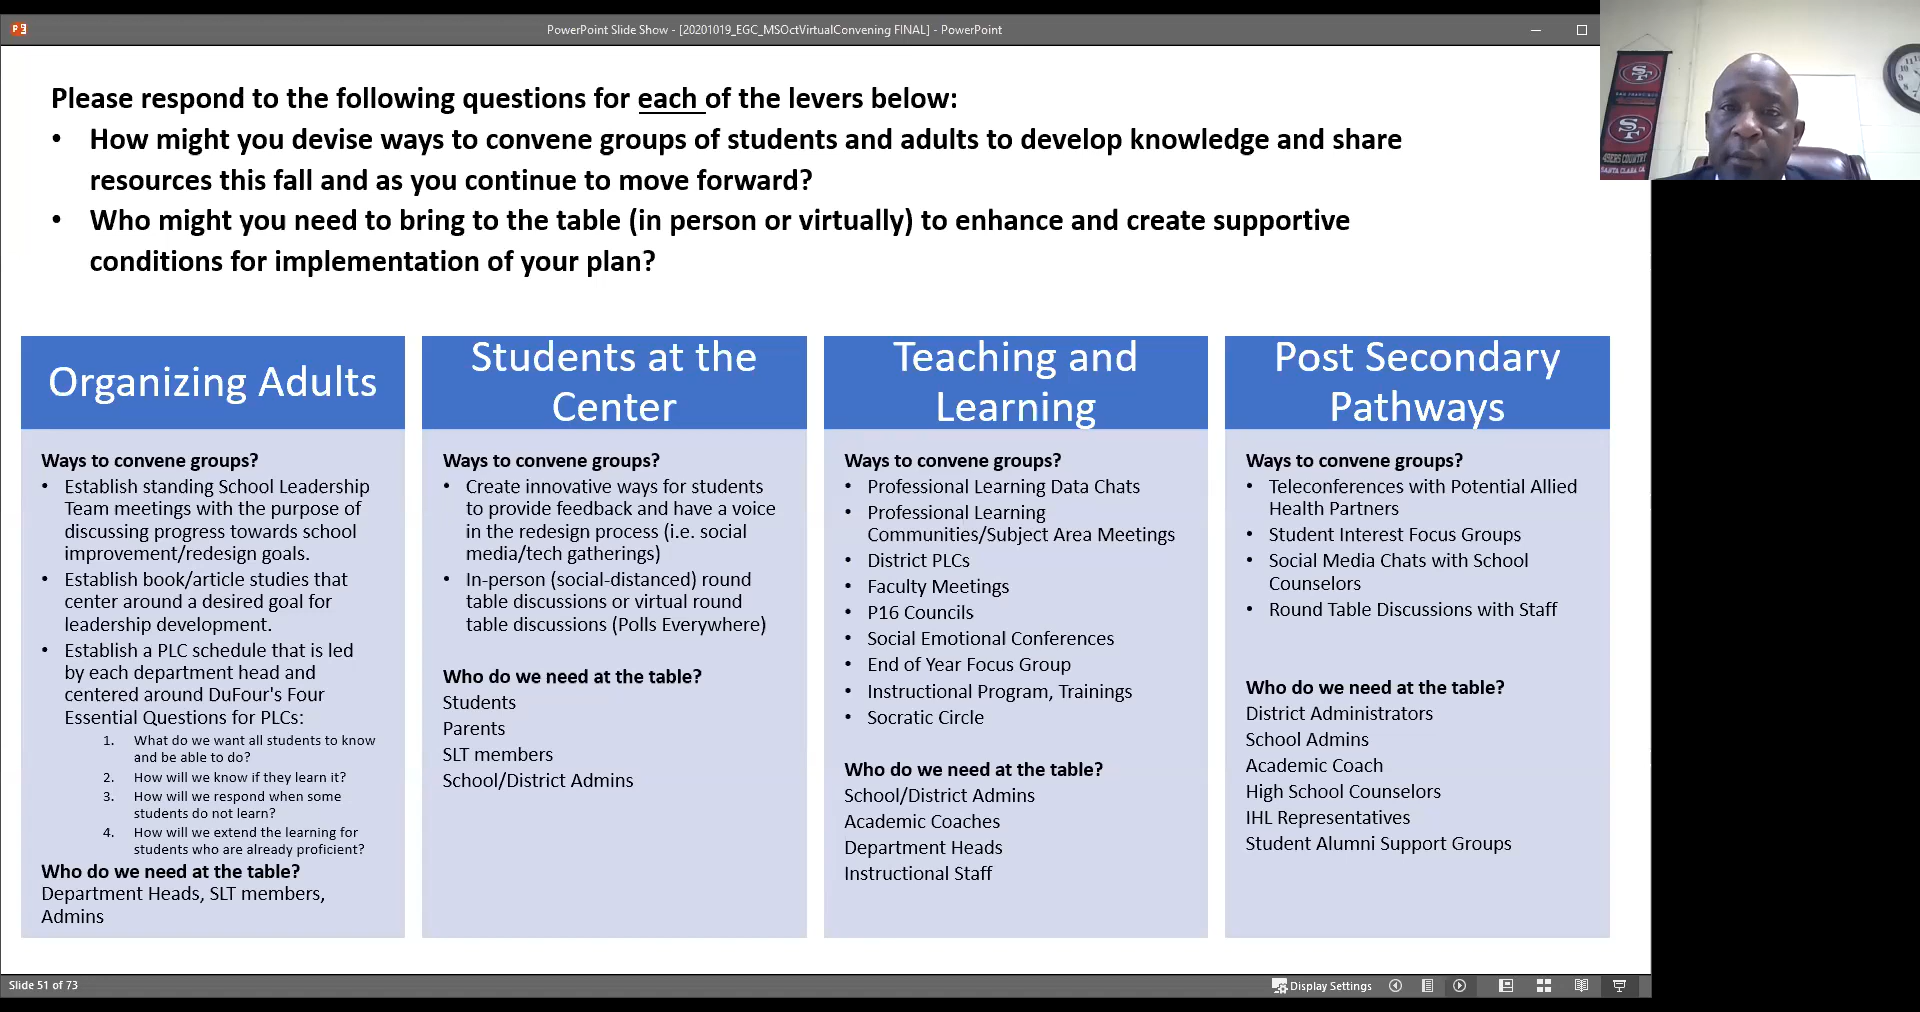 PowerPoint Slide Show - [20201019_EGC_MSOctVirtualConvening FINAL] - PowerPoint
Please respond to the following questions for each of the levers below:
• How might you devise ways to convene groups of students and adults to develop knowledge and share
resources this fall and as you continue to move forward?
• Who might you need to bring to the table (in person or virtually) to enhance and create supportive
conditions for implementation of your plan?
Organizing Adults
Ways to convene groups?
• Establish standing School Leadership
Team meetings with the purpose of
discussing progress towards school
improvement/redesign goals.
• Establish book/article studies that
center around a desired goal for
leadership development.
• Establish a PLC schedule that is led
by each department head and
centered around DuFour's Four
Essential Questions for PLCs:
1. What do we want all students to know
and be able to do?
2. How will we know if they learn it?
3. How will we respond when some
students do not learn?
4. How will we extend the learning for
students who are already proficient?
Who do we need at the table?
Department Heads, SLT members,
Admins
Students at the
Center
Ways to convene groups?
• Create innovative ways for students
to provide feedback and have a voice
in the redesign process (i.e. social
media/tech gatherings)
• In-person (social-distanced) round
table discussions or virtual round
table discussions (Polls Everywhere)
Who do we need at the table?
Students
Parents
SLT members
School/District Admins
Teaching and
Learning
Ways to convene groups?
• Professional Learning Data Chats
• Professional Learning
Communities/Subject Area Meetings
• District PLCs
• Faculty Meetings
• P16 Councils
• Social Emotional Conferences
• End of Year Focus Group
• Instructional Program, Trainings
• Socratic Circle
Who do we need at the table?
School/District Admins
Academic Coaches
Department Heads
Instructional Staff
Post Secondary
Pathways
Ways to convene groups?
• Teleconferences with Potential Allied
Health Partners
• Student Interest Focus Groups
• Social Media Chats with School
Counselors
• Round Table Discussions with Staff
Who do we need at the table?
District Administrators
School Admins
Academic Coach
High School Counselors
IHL Representatives
Student Alumni Support Groups
SF
SAN FRANCISCO
SF
49ERS COUNTRY
SANTA CLARA CA
Slide 51 of 73
Display Settings